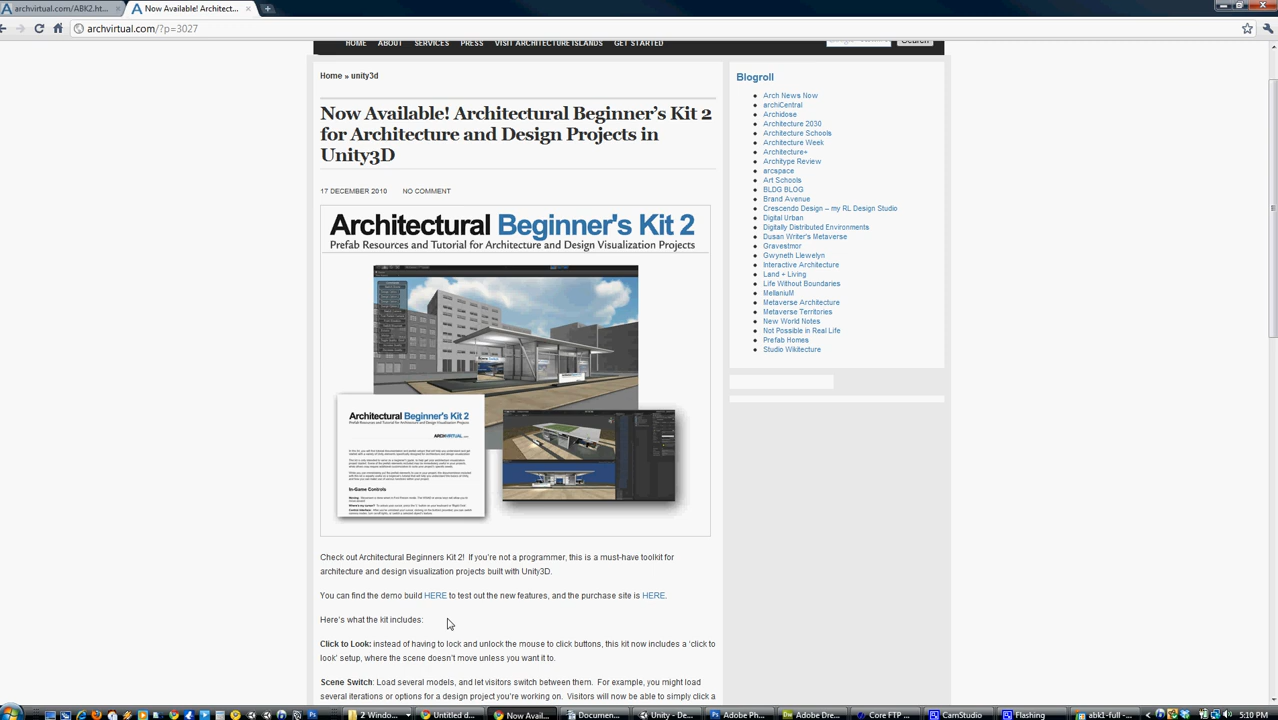 archvirtual.com/ABK2.ht...
Now Available! Architect...
archvirtual.com/?p=3027
HOME ABOUT SERVICES PRESS VISIT ARCHITECTURE ISLANDS GET STARTED
Search
Home » unity3d
Now Available! Architectural Beginner's Kit 2
for Architecture and Design Projects in
Unity3D
17 DECEMBER 2010 NO COMMENT
Architectural Beginner's Kit 2
Prefab Resources and Tutorial for Architecture and Design Visualization Projects
Architectural Beginner's Kit 2
Prefab Resources and Tutorial for Architecture and Design Visualization Projects
ARCHVIRTUAL
In-Game Controls
Check out Architectural Beginners Kit 2! If you're not a programmer, this is a must-have toolkit for
architecture and design visualization projects built with Unity3D.
You can find the demo build HERE to test out the new features, and the purchase site is HERE.
Here's what the kit includes:
Click to Look: instead of having to lock and unlock the mouse to click buttons, this kit now includes a 'click to
look' setup, where the scene doesn't move unless you want it to.
Scene Switch: Load several models, and let visitors switch between them. For example, you might load
several iterations or options for a design project you're working on. Visitors will now be able to simply click a
Blogroll
Arch News Now
archiCentral
Archidose
Architecture 2030
Architecture Schools
Architecture Week
Architecture+
Architype Review
arcspace
Art Schools
BLDG BLOG
Brand Avenue
Crescendo Design – my RL Design Studio
Digital Urban
Digitally Distributed Environments
Dusan Writer's Metaverse
Gravestmor
Gwyneth Llewelyn
Interactive Architecture
Land + Living
Life Without Boundaries
MellaniuM
Metaverse Architecture
Metaverse Territories
New World Notes
Not Possible in Real Life
Prefab Homes
Studio Wikitecture
2 Window... Untitled d... Now Avai... Documen... Unity - De... Adobe Ph... Adobe Dre... Core FTP ... CamStudio Flashing abk1-full - ... 5:10 PM